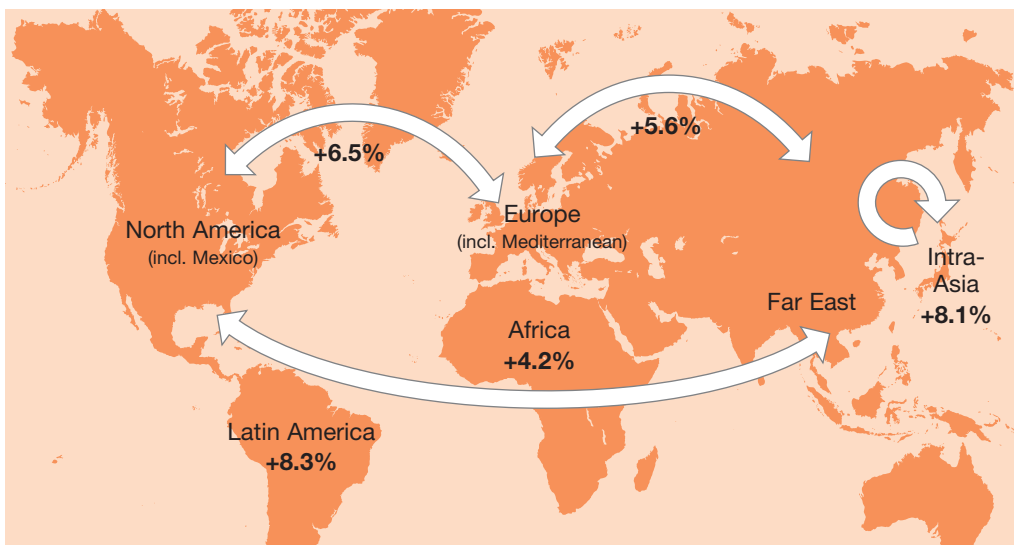 +5.6%
+6.5%
North America
(incl. Mexico)
Europe
(incl. Mediterranean)
Intra-
Asia
+8.1%
Far East
Africa
+4.2%
Latin America
+8.3%